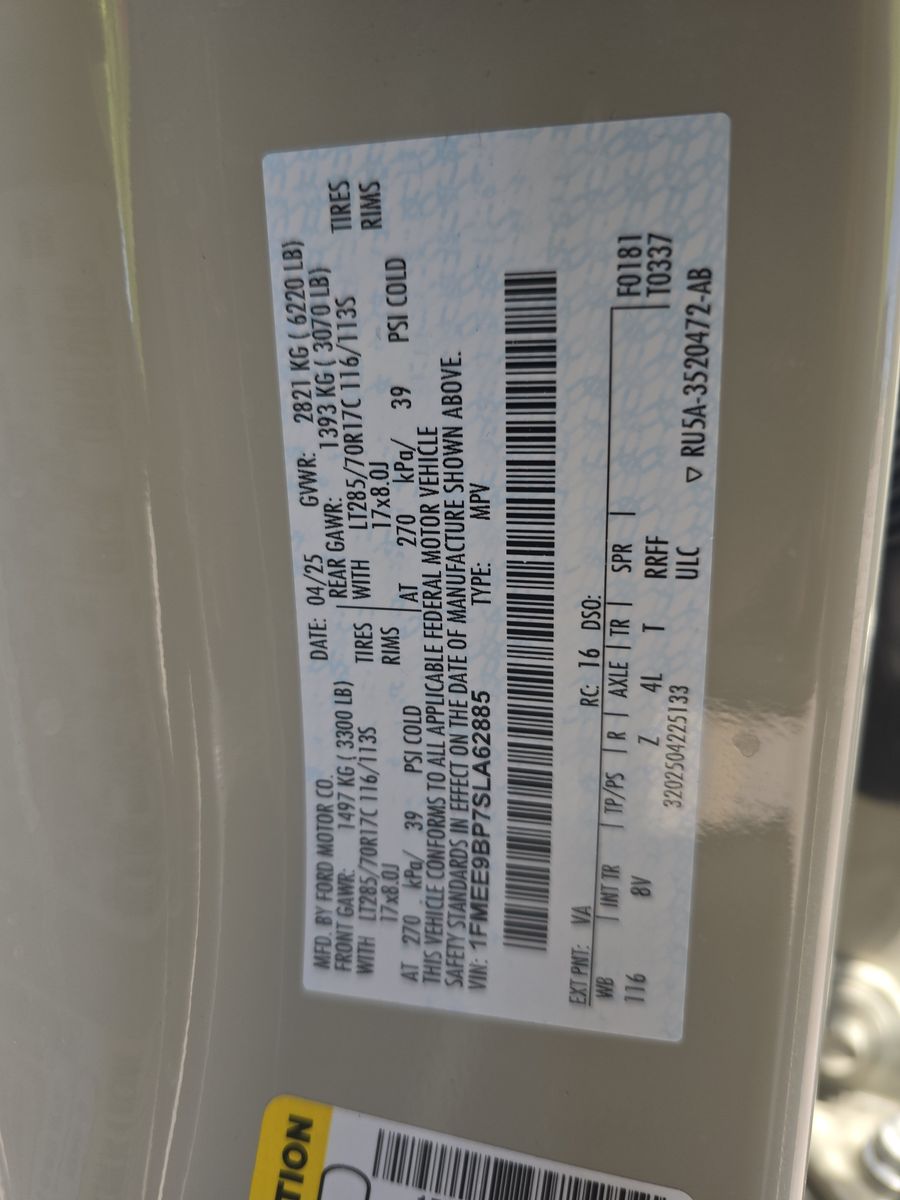 MFD. BY FORD MOTOR CO. DATE: 04/25 GVWR: 2821 KG ( 6220 LB)
FRONT GAWR: 1497 KG ( 3300 LB) REAR GAWR: 1393 KG ( 3070 LB)
WITH LT285/70R17C 116/113S TIRES WITH LT285/70R17C 116/113S TIRES
17x8.0J RIMS 17x8.0J RIMS
AT 270 kPa/ 39 PSI COLD AT 270 kPa/ 39 PSI COLD
THIS VEHICLE CONFORMS TO ALL APPLICABLE FEDERAL MOTOR VEHICLE
SAFETY STANDARDS IN EFFECT ON THE DATE OF MANUFACTURE SHOWN ABOVE.
VIN: 1FMEE9BP7SLA62885 TYPE: MPV
EXT PNT: VA RC: 16 DSO:
WB INT TR TP/PS R AXLE TR SPR F0181
116 8V Z 4L T RRFF T0337
3202504225133 ULC ▽ RU5A-3520472-AB
TION